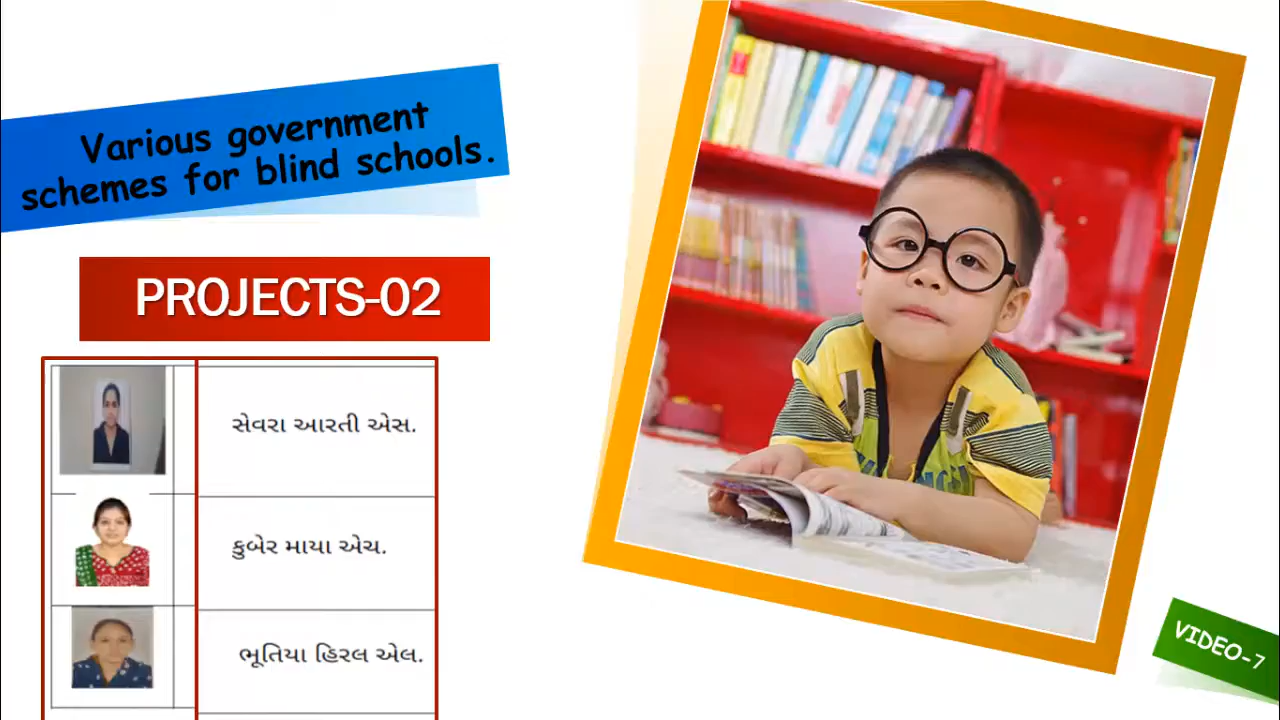 Various government
schemes for blind schools.
PROJECTS-02
સેવરા આરતી એસ.
કુબેર માયા એચ.
ભૂતિયા હિરલ એલ.
VIDEO-7